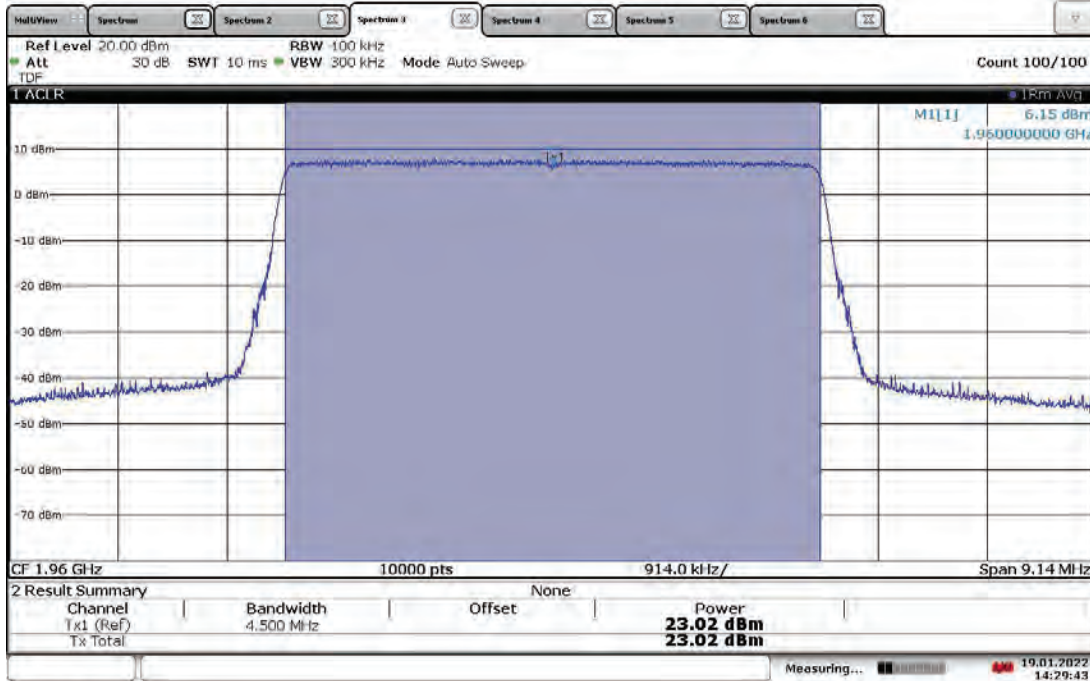 MultiView Spectrum Spectrum 2 Spectrum 3 Spectrum 4 Spectrum 5 Spectrum 6
Ref Level 20.00 dBm RBW 100 kHz
Att 30 dB SWT 10 ms VBW 300 kHz Mode Auto Sweep Count 100/100
TDF
1 ACLR 1Rm Avg
M1[1] 6.15 dBm
1.960000000 GHz
10 dBm
M1
0 dBm
-10 dBm
-20 dBm
-30 dBm
-40 dBm
-50 dBm
-60 dBm
-70 dBm
CF 1.96 GHz 10000 pts 914.0 kHz/ Span 9.14 MHz
2 Result Summary None
Channel Bandwidth Offset Power
Tx1 (Ref) 4.500 MHz 23.02 dBm
Tx Total 23.02 dBm
Measuring... 19.01.2022
14:29:43